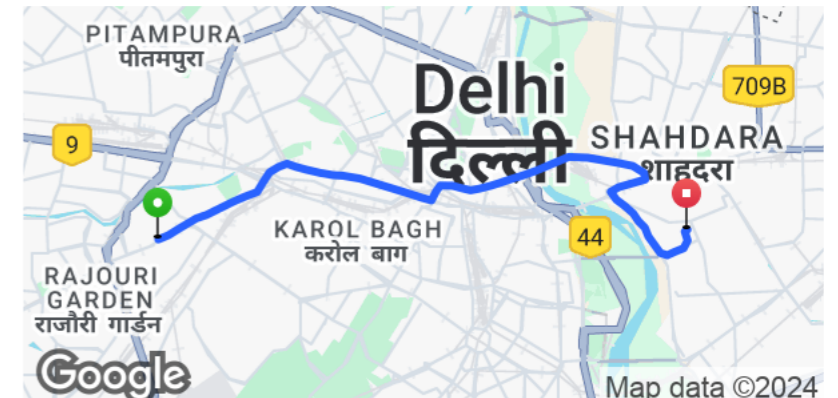 PITAMPURA
पीतमपुरा
Delhi
दिल्ली
709B
9
SHAHDARA
शाहदरा
KAROL BAGH
करोल बाग
44
RAJOURI
GARDEN
राजौरी गार्डन
Google
Map data ©2024